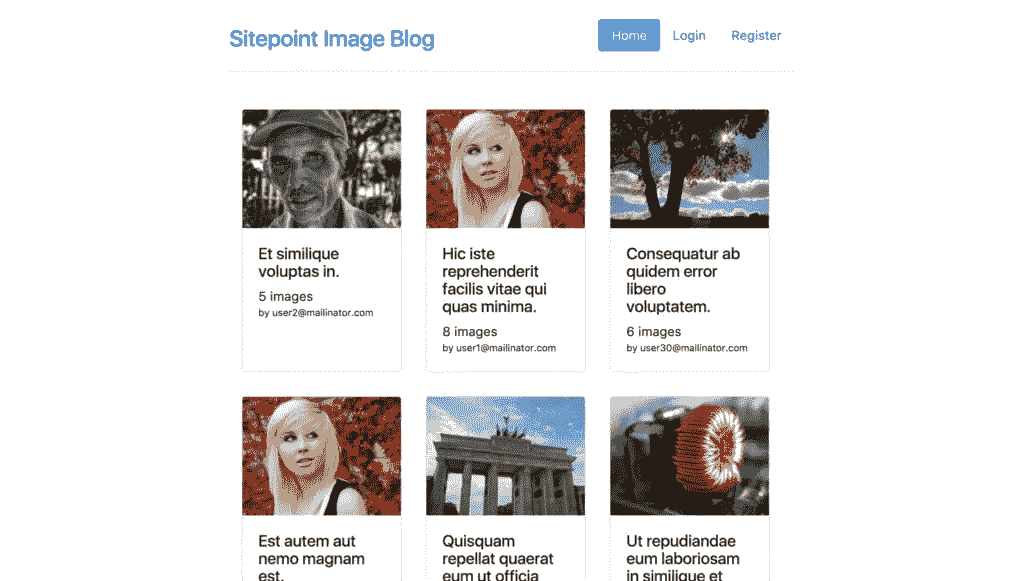 Sitepoint Image Blog
Home Login Register
Et similique
voluptas in.
5 images
by user2@mailinator.com
Hic iste
reprehenderit
facilis vitae qui
quas minima.
8 images
by user1@mailinator.com
Consequatur ab
quidem error
libero
voluptatem.
6 images
by user30@mailinator.com
Est autem aut
nemo magnam
est.
Quisquam
repellat quaerat
eum ut officia
Ut repudiandae
eum laboriosam
in similique et